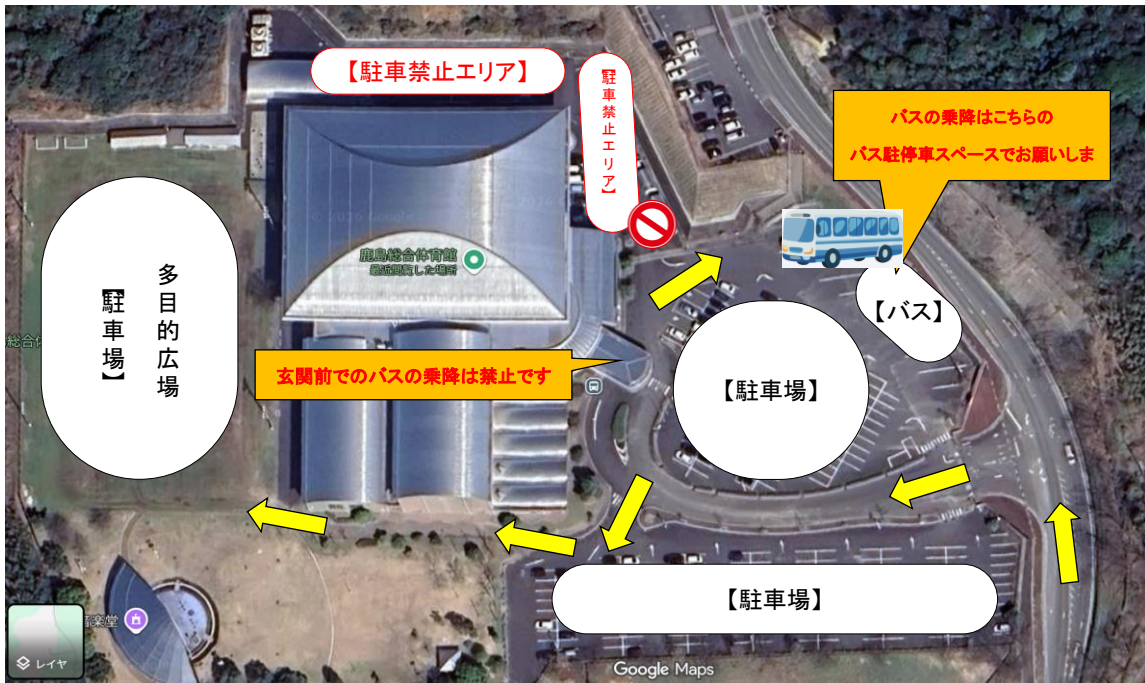 【駐車禁止エリア】
【駐車禁止エリア】
バスの乗降はこちらの
バス駐停車スペースでお願いしま
鹿島総合体育館
最近閲覧した場所
【バス】
多目的広場
【駐車場】
玄関前でのバスの乗降は禁止です
【駐車場】
【駐車場】
音楽堂
レイヤ
Google Maps